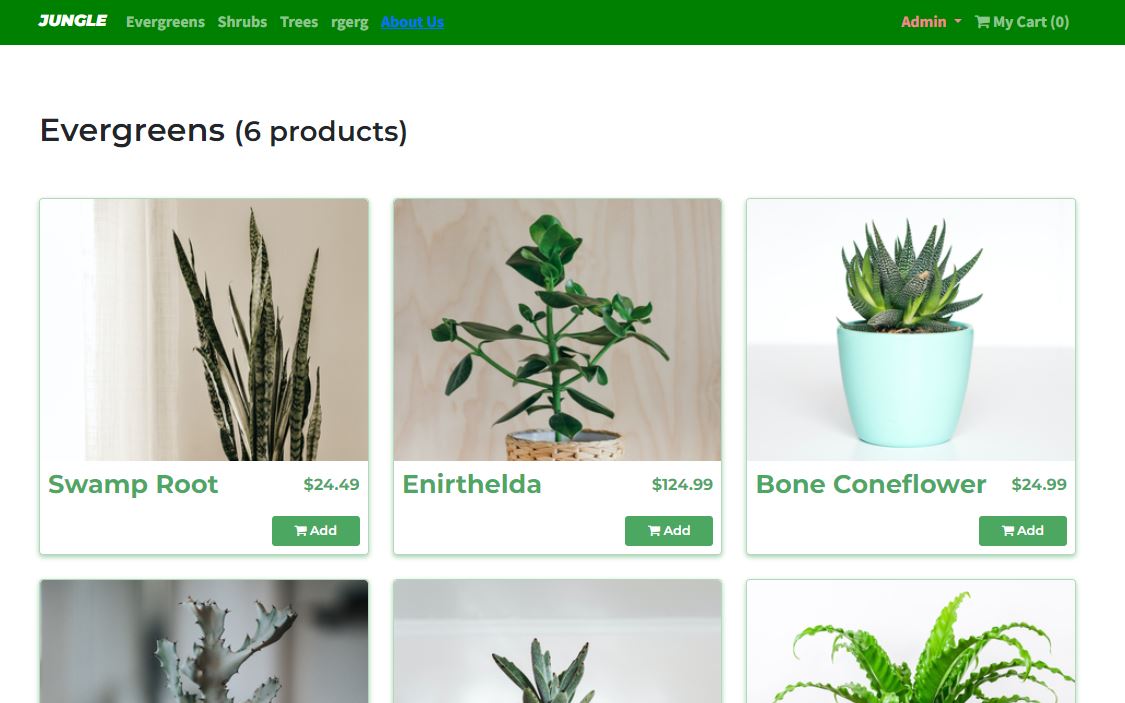 JUNGLE Evergreens Shrubs Trees rgerg About Us Admin My Cart (0)
Evergreens (6 products)
Swamp Root $24.49
Add
Enirthelda $124.99
Add
Bone Coneflower $24.99
Add